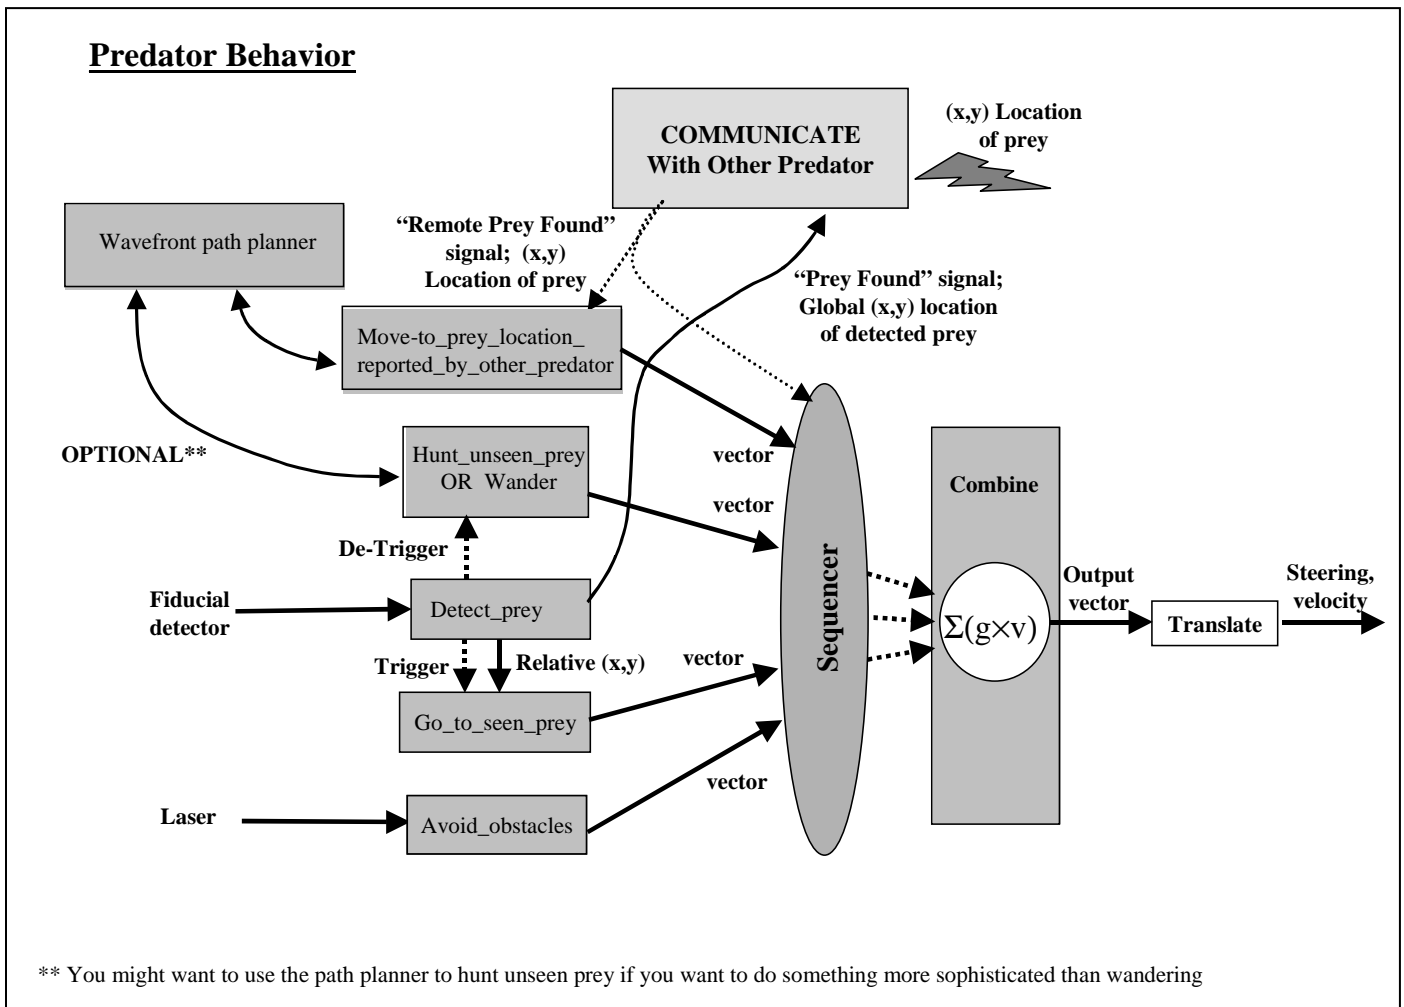 Predator Behavior
COMMUNICATE
With Other Predator
(x,y) Location
of prey
Wavefront path planner
“Remote Prey Found”
signal;  (x,y)
Location of prey
“Prey Found” signal;
Global (x,y) location
of detected prey
Move-to_prey_location_
reported_by_other_predator
OPTIONAL**
Hunt_unseen_prey
OR  Wander
vector
vector
De-Trigger
Fiducial
detector
Detect_prey
Trigger
Relative (x,y)
vector
Go_to_seen_prey
vector
Laser
Avoid_obstacles
Sequencer
Combine
Σ(g×v)
Output
vector
Translate
Steering,
velocity
** You might want to use the path planner to hunt unseen prey if you want to do something more sophisticated than wandering